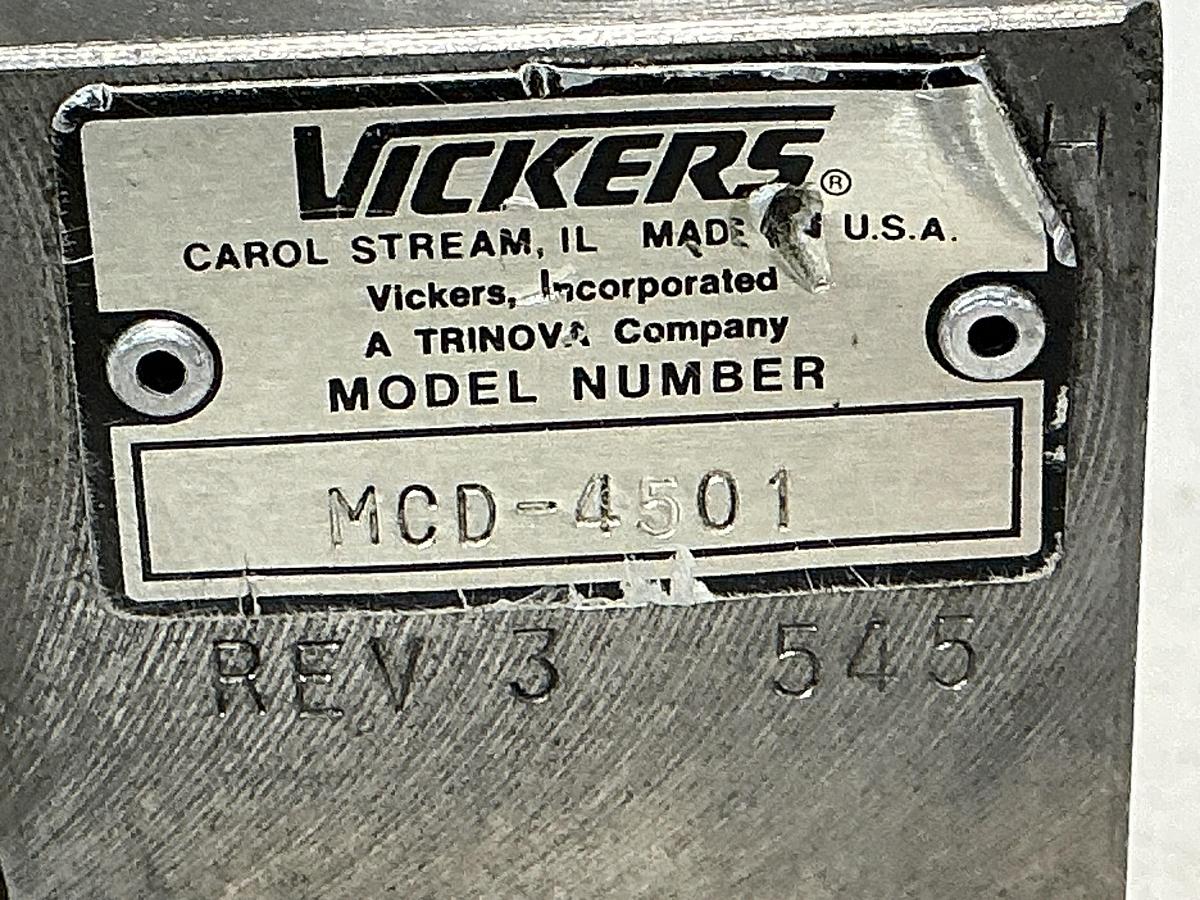 VICKERS®
CAROL STREAM, IL MADE IN U.S.A.
Vickers, Incorporated
A TRINOVA Company
MODEL NUMBER
MCD-4501
REV 3 545